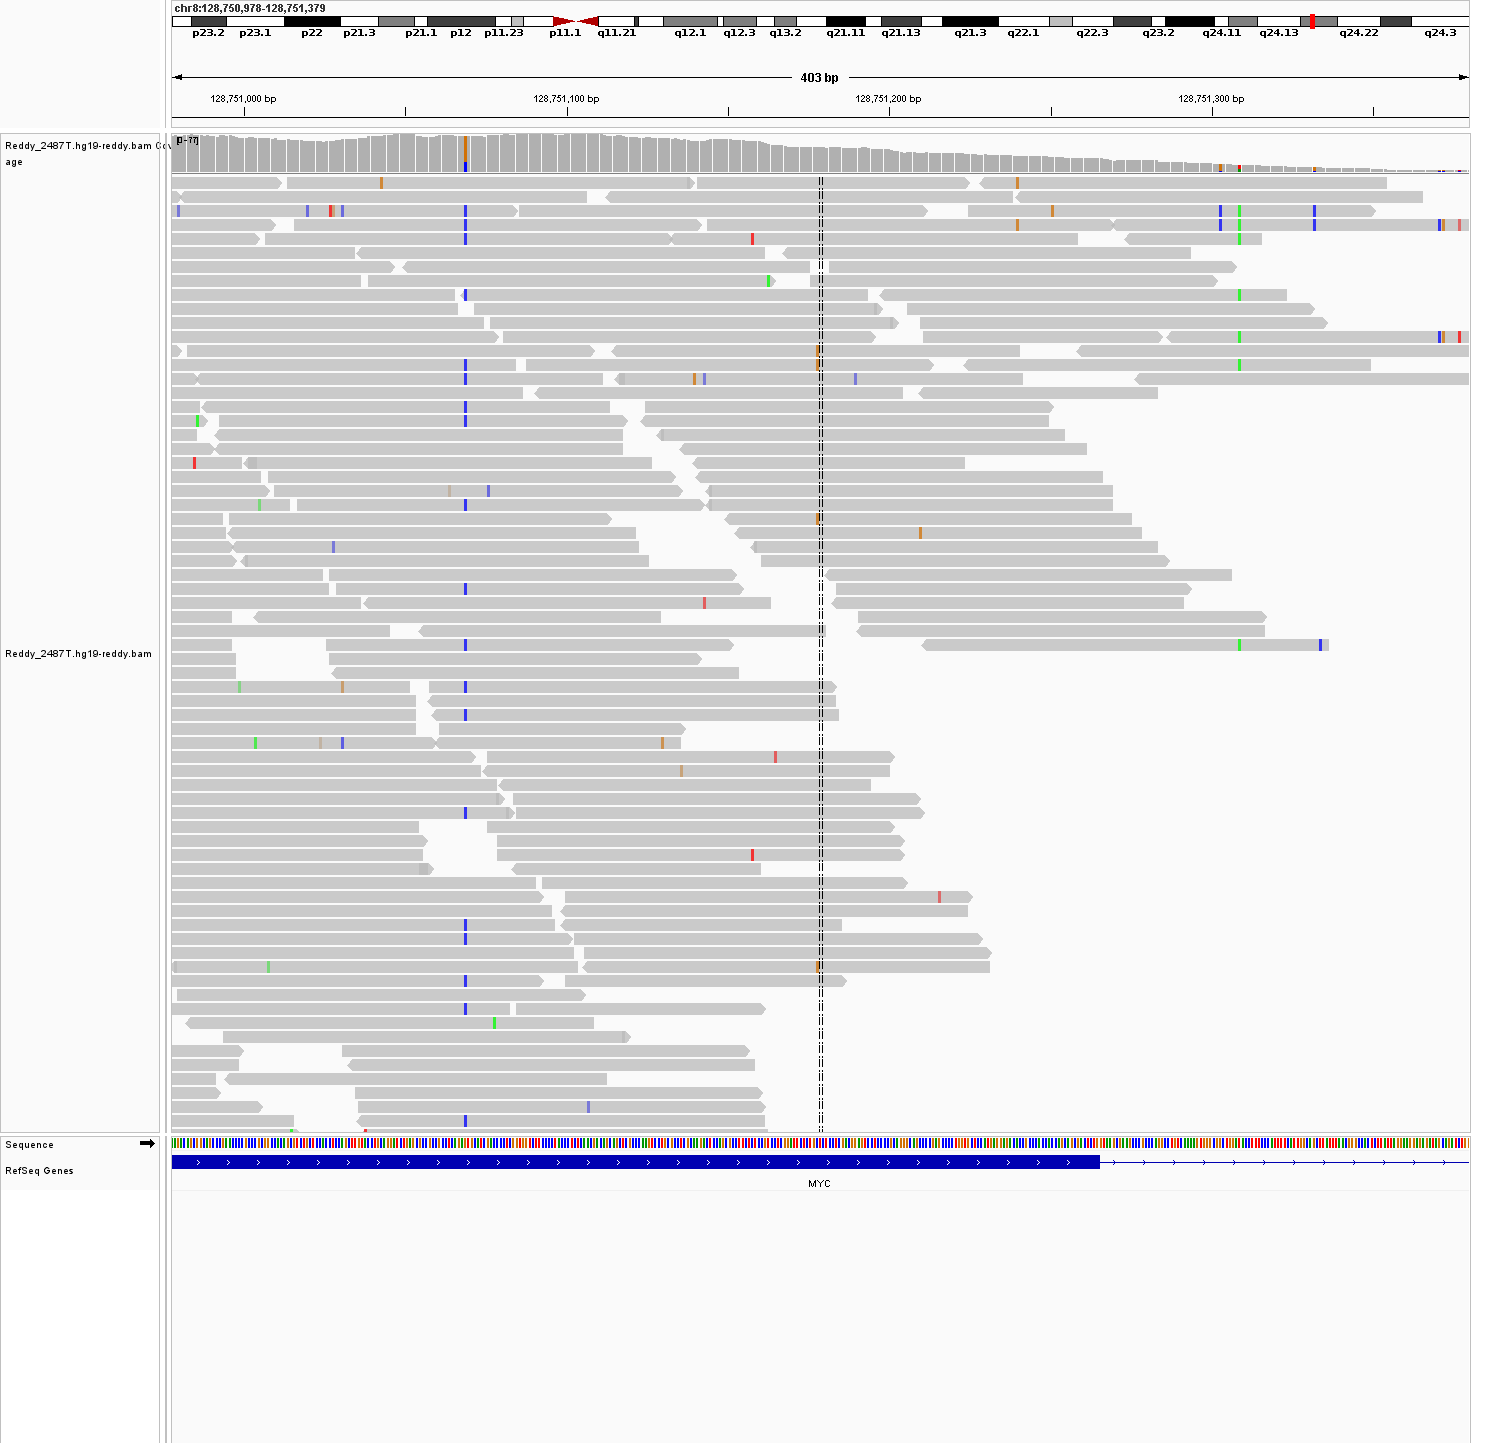 chr8:128,750,978-128,751,379
p23.2 p23.1 p22 p21.3 p21.1 p12 p11.23 p11.1 q11.21 q12.1 q12.3 q13.2 q21.11 q21.13 q21.3 q22.1 q22.3 q23.2 q24.11 q24.13 q24.22 q24.3
403 bp
128,751,000 bp 128,751,100 bp 128,751,200 bp 128,751,300 bp
[0 - 77]
Reddy_2487T.hg19-reddy.bam Cov
age
Reddy_2487T.hg19-reddy.bam
Sequence
RefSeq Genes
MYC